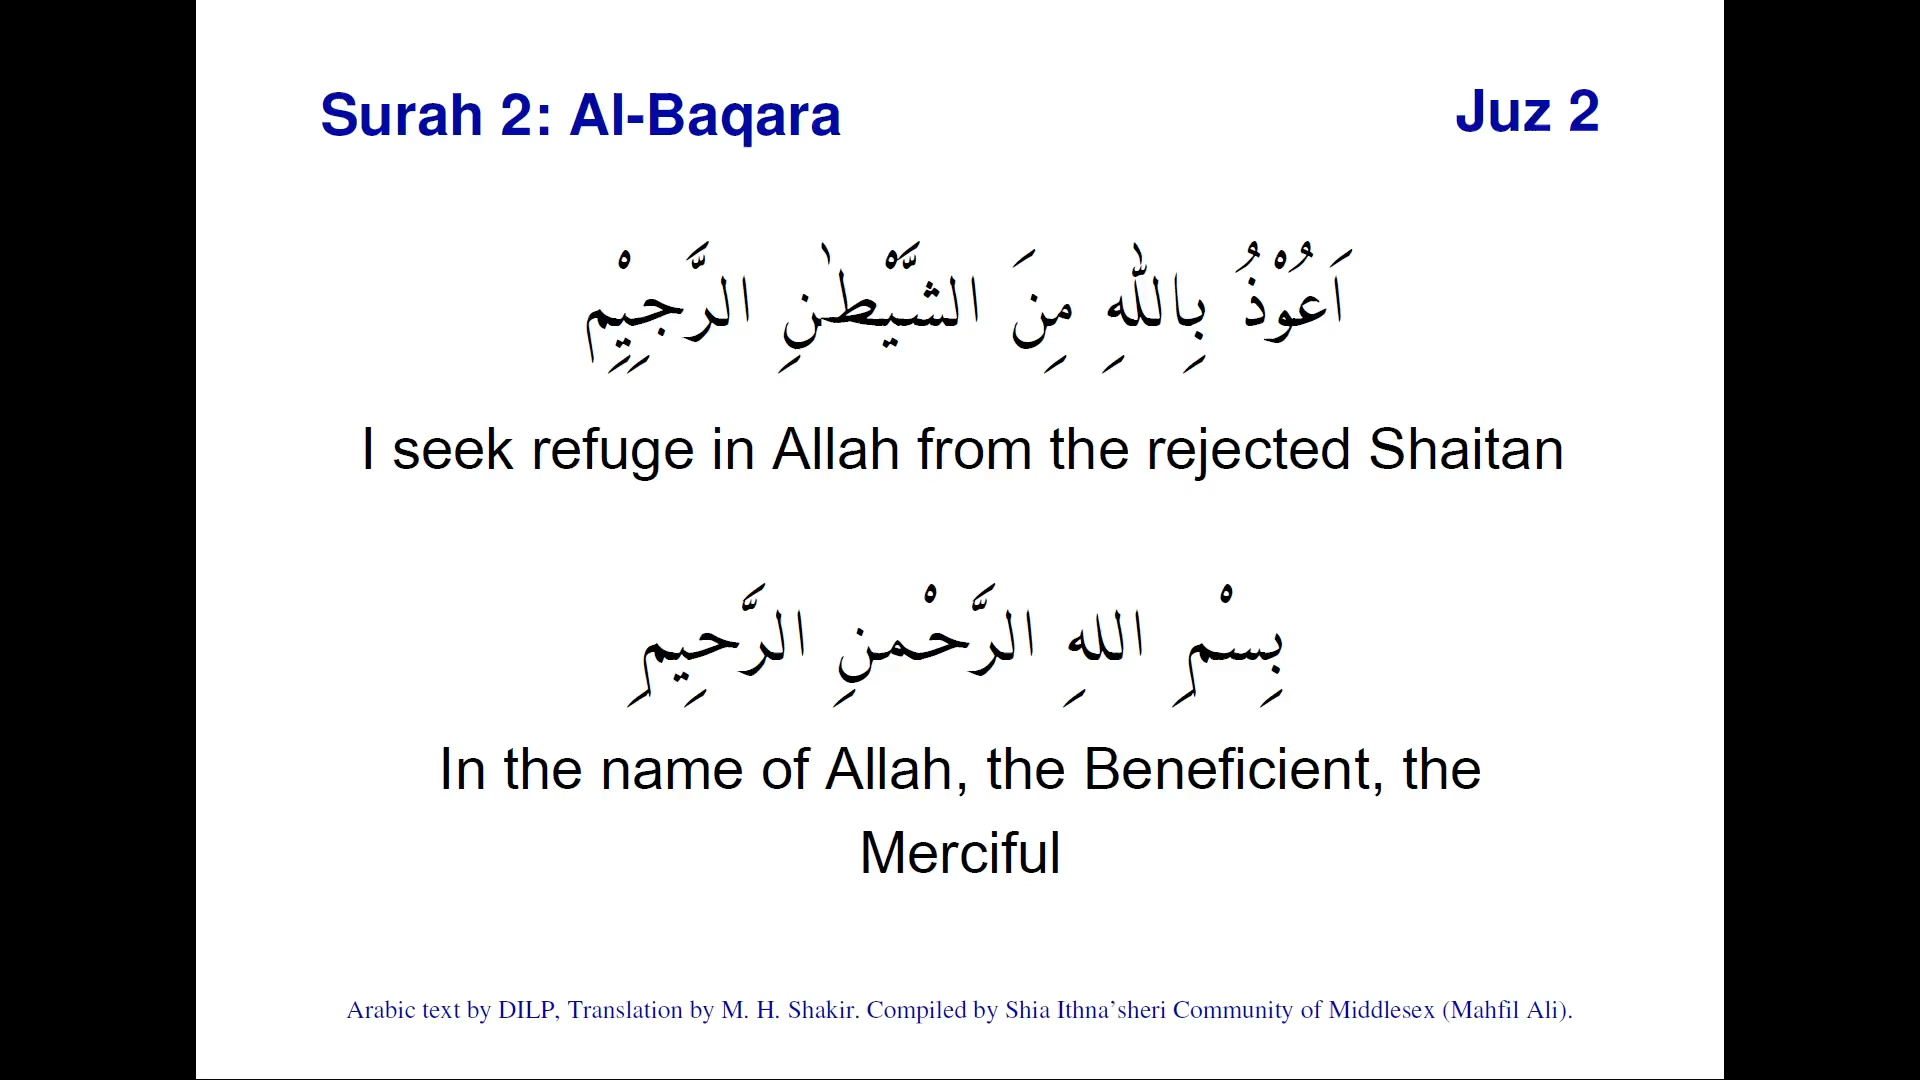 Surah 2: Al-Baqara Juz 2
اَعُوْذُ بِاللّٰهِ مِنَ الشَّيْطٰنِ الرَّجِيْمِ
I seek refuge in Allah from the rejected Shaitan
بِسْمِ اللهِ الرَّحْمنِ الرَّحِيمِ
In the name of Allah, the Beneficient, the
Merciful
Arabic text by DILP, Translation by M. H. Shakir. Compiled by Shia Ithna’sheri Community of Middlesex (Mahfil Ali).